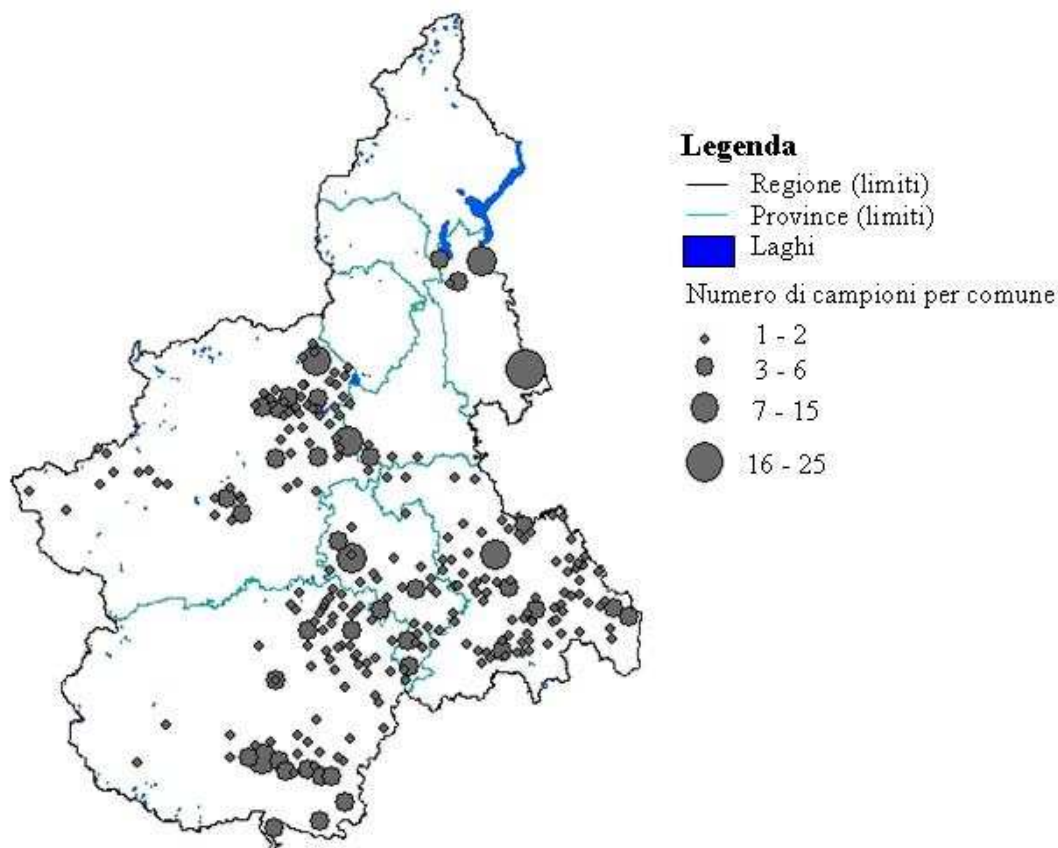 Legenda
Regione (limiti)
Province (limiti)
Laghi
Numero di campioni per comune
1 - 2
3 - 6
7 - 15
16 - 25